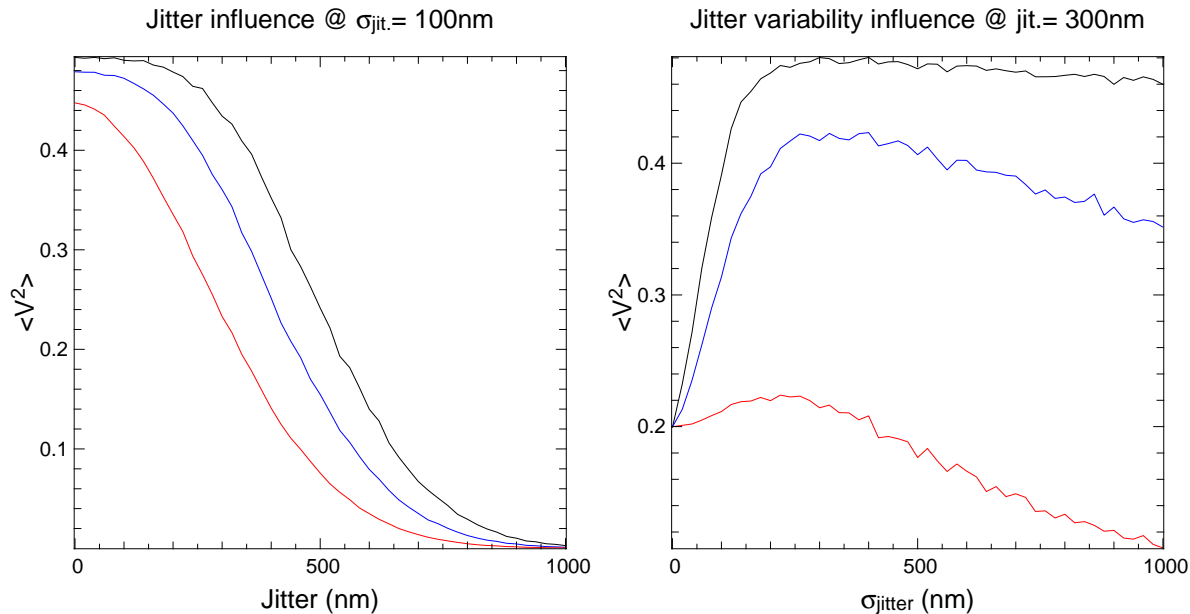 Jitter influence @ σjit.= 100nm
0.4
0.3
0.2
0.1
<V²>
0
500
1000
Jitter (nm)
Jitter variability influence @ jit.= 300nm
0.4
0.3
0.2
<V²>
0
500
1000
σjitter (nm)